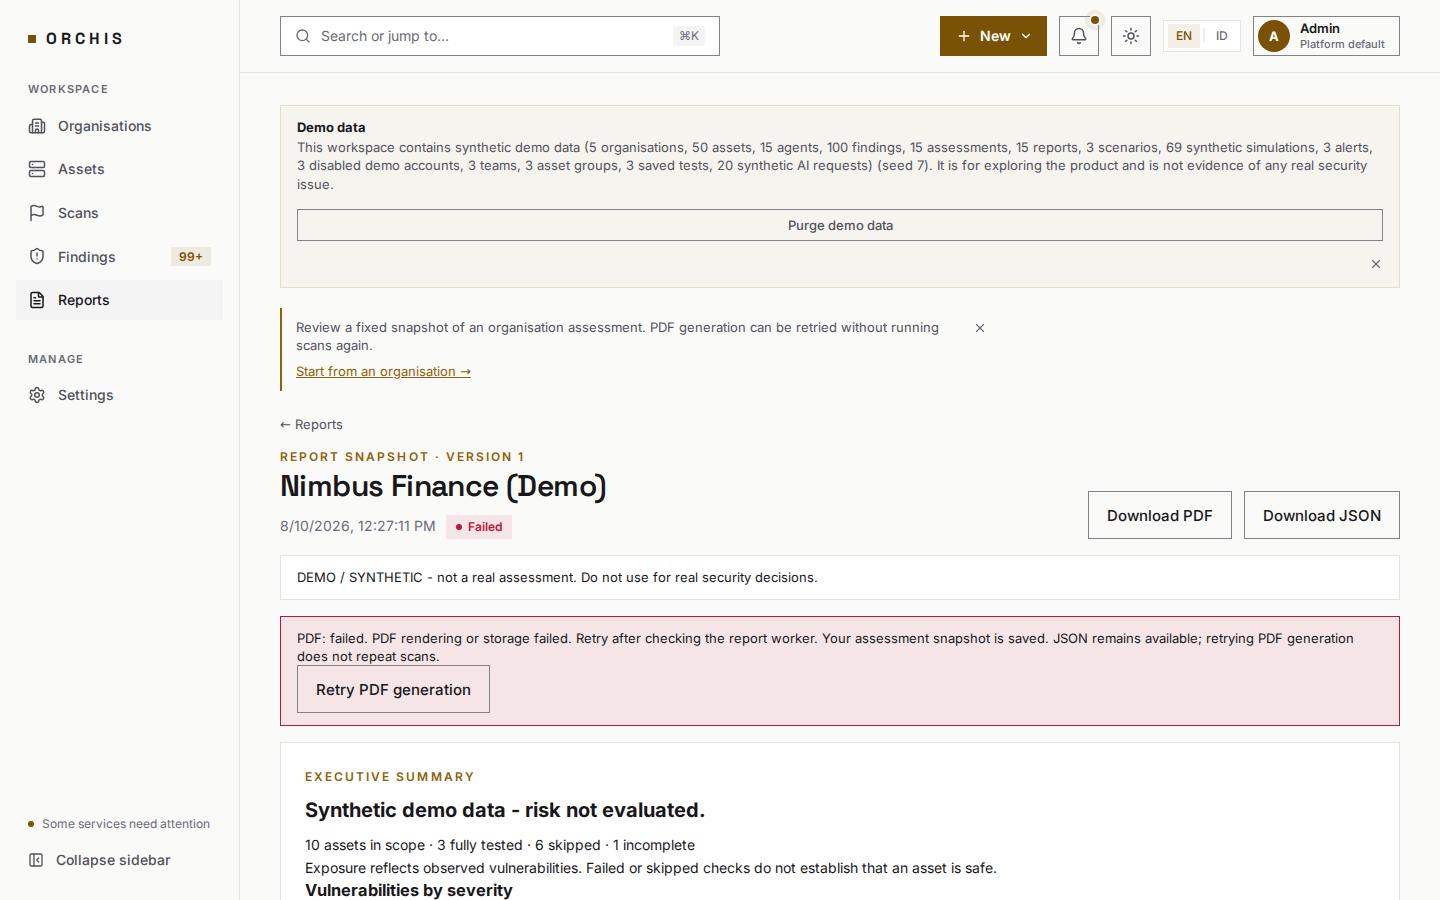 ORCHIS
WORKSPACE
Organisations
Assets
Scans
Findings 99+
Reports
MANAGE
Settings
Some services need attention
Collapse sidebar
Search or jump to... ⌘K
+ New
EN ID
A Admin
Platform default
Demo data
This workspace contains synthetic demo data (5 organisations, 50 assets, 15 agents, 100 findings, 15 assessments, 15 reports, 3 scenarios, 69 synthetic simulations, 3 alerts,
3 disabled demo accounts, 3 teams, 3 asset groups, 3 saved tests, 20 synthetic AI requests) (seed 7). It is for exploring the product and is not evidence of any real security
issue.
Purge demo data
Review a fixed snapshot of an organisation assessment. PDF generation can be retried without running
scans again.
Start from an organisation →
← Reports
REPORT SNAPSHOT · VERSION 1
Nimbus Finance (Demo)
8/10/2026, 12:27:11 PM Failed
Download PDF Download JSON
DEMO / SYNTHETIC - not a real assessment. Do not use for real security decisions.
PDF: failed. PDF rendering or storage failed. Retry after checking the report worker. Your assessment snapshot is saved. JSON remains available; retrying PDF generation
does not repeat scans.
Retry PDF generation
EXECUTIVE SUMMARY
Synthetic demo data - risk not evaluated.
10 assets in scope · 3 fully tested · 6 skipped · 1 incomplete
Exposure reflects observed vulnerabilities. Failed or skipped checks do not establish that an asset is safe.
Vulnerabilities by severity